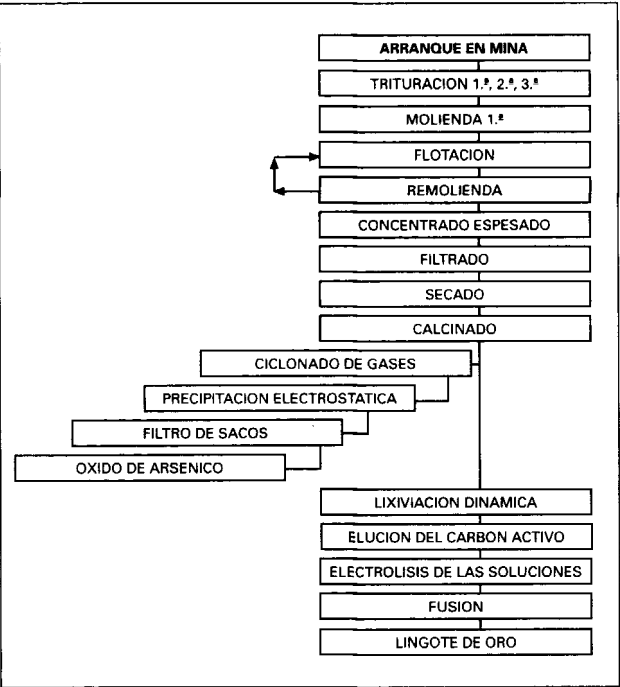 ARRANQUE EN MINA
TRITURACION 1.ª, 2.ª, 3.ª
MOLIENDA 1.ª
FLOTACION
REMOLIENDA
CONCENTRADO ESPESADO
FILTRADO
SECADO
CALCINADO
CICLONADO DE GASES
PRECIPITACION ELECTROSTATICA
FILTRO DE SACOS
OXIDO DE ARSENICO
LIXIVIACION DINAMICA
ELUCION DEL CARBON ACTIVO
ELECTROLISIS DE LAS SOLUCIONES
FUSION
LINGOTE DE ORO